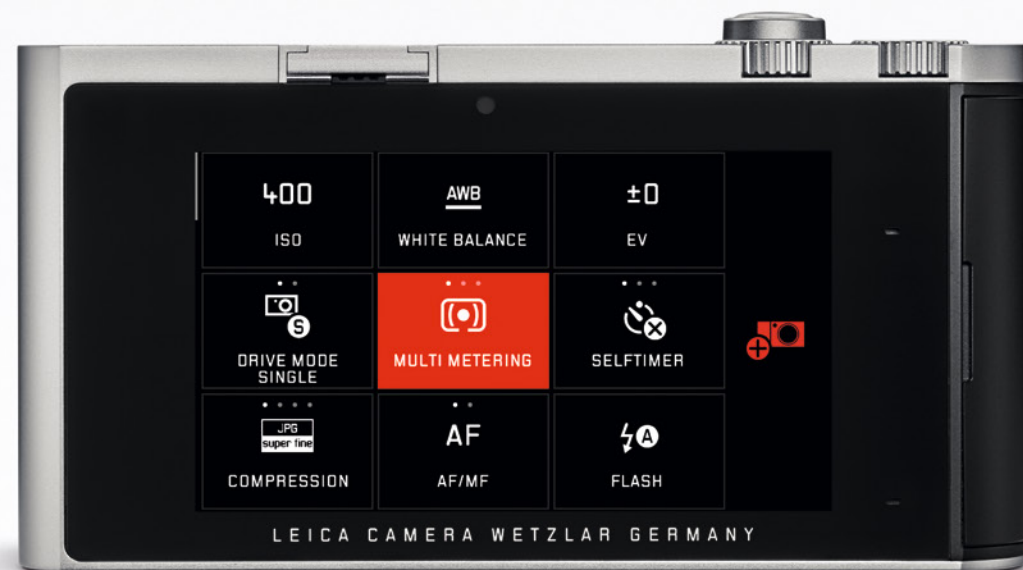 400
AWB
±0
ISO
WHITE BALANCE
EV
S
DRIVE MODE
SINGLE
MULTI METERING
SELFTIMER
JPG
super fine
COMPRESSION
AF
AF/MF
A
FLASH
LEICA CAMERA WETZLAR GERMANY